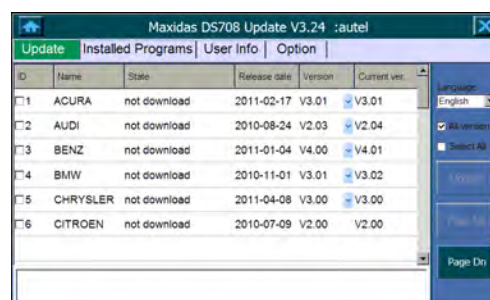 Maxidas DS708 Update V3.24 :autel
Update Installed Programs User Info Option
ID Name State Release date Version Current ver.
1 ACURA not download 2011-02-17 V3.01 V3.01
2 AUDI not download 2010-08-24 V2.03 V2.04
3 BENZ not download 2011-01-04 V4.00 V4.01
4 BMW not download 2010-11-01 V3.01 V3.02
5 CHRYSLER not download 2011-04-08 V3.00 V3.00
6 CITROEN not download 2010-07-09 V2.00 V2.00
Language
English
All version
Select All
Update
Page Dn